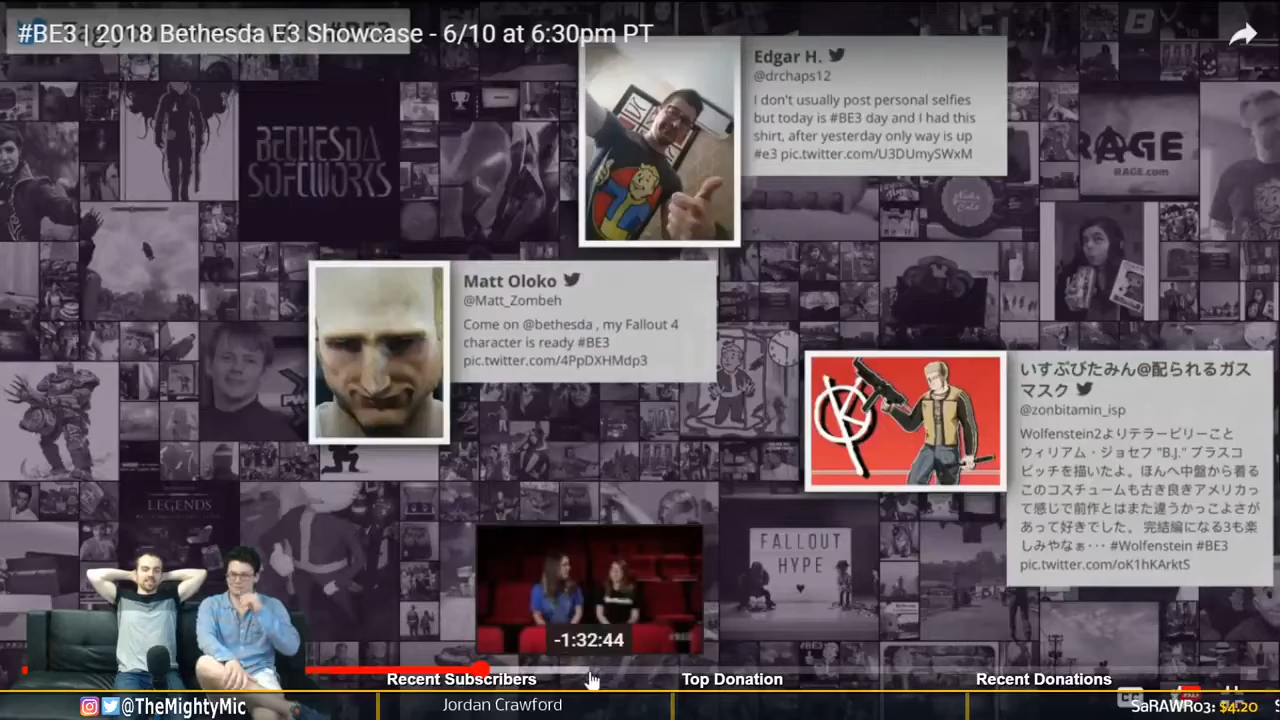 #BE3 | 2018 Bethesda E3 Showcase - 6/10 at 6:30pm PT
Edgar H.
@drchaps12
I don't usually post personal selfies
but today is #BE3 day and I had this
shirt, after yesterday only way is up
#e3 pic.twitter.com/U3DUmySWxM
BETHESDA
SOFTWORKS
RAGE
RAGE.com
Nuka
Cola
Matt Oloko
@Matt_Zombeh
Come on @bethesda , my Fallout 4
character is ready #BE3
pic.twitter.com/4PpDXHMdp3
いすぷびたみん@配られるガス
マスク
@zonbitamin_isp
Wolfenstein2よりテラービリーこと
ウィリアム・ジョセフ "B.J." ブラスコ
ビッチを描いたよ。ほんへ中盤から着る
このコスチュームも古き良きアメリカっ
て感じで前作とはまた違うかっこよさが
あって好きでした。 完結編になる3も楽
しみやなぁ･･･ #Wolfenstein #BE3
pic.twitter.com/oK1hKArktS
LEGENDS
FALLOUT
HYPE
-1:32:44
Recent Subscribers
Top Donation
Recent Donations
@TheMightyMic
Jordan Crawford
SaRAWR03: $4.20